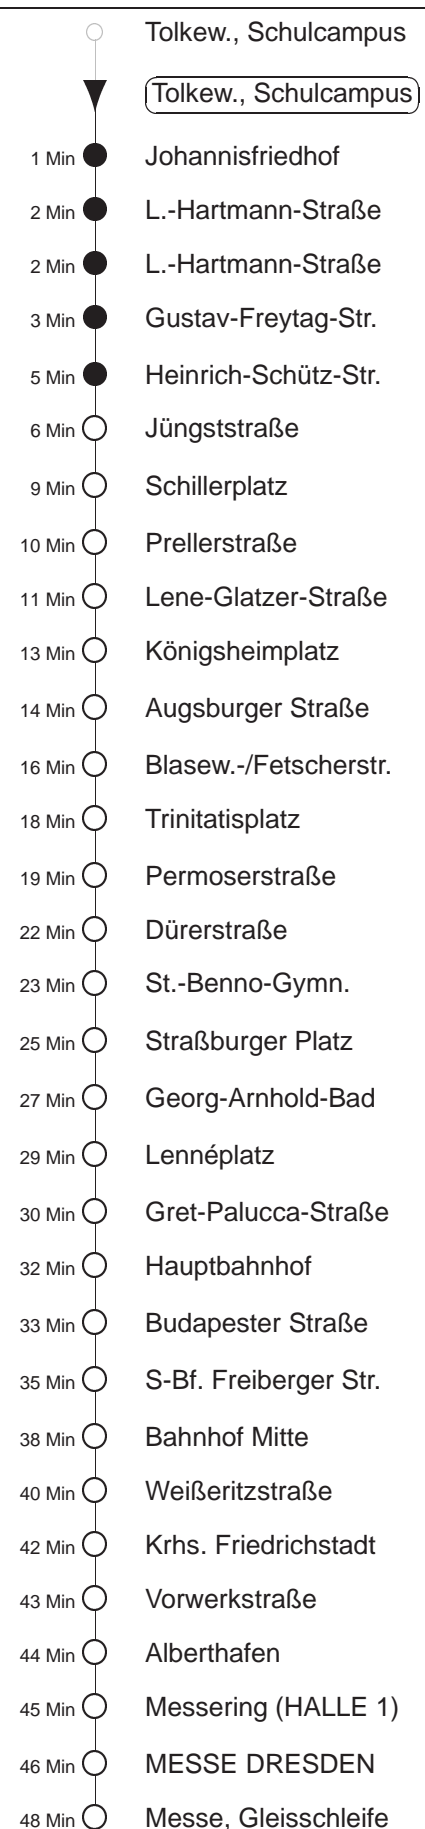 Tolkew., Schulcampus
Tolkew., Schulcampus
1 Min Johannisfriedhof
2 Min L.-Hartmann-Straße
2 Min L.-Hartmann-Straße
3 Min Gustav-Freytag-Str.
5 Min Heinrich-Schütz-Str.
6 Min Jüngststraße
9 Min Schillerplatz
10 Min Prellerstraße
11 Min Lene-Glatzer-Straße
13 Min Königsheimplatz
14 Min Augsburger Straße
16 Min Blasew.-/Fetscherstr.
18 Min Trinitatisplatz
19 Min Permoserstraße
22 Min Dürerstraße
23 Min St.-Benno-Gymn.
25 Min Straßburger Platz
27 Min Georg-Arnhold-Bad
29 Min Lennéplatz
30 Min Gret-Palucca-Straße
32 Min Hauptbahnhof
33 Min Budapester Straße
35 Min S-Bf. Freiberger Str.
38 Min Bahnhof Mitte
40 Min Weißeritzstraße
42 Min Krhs. Friedrichstadt
43 Min Vorwerkstraße
44 Min Alberthafen
45 Min Messering (HALLE 1)
46 Min MESSE DRESDEN
48 Min Messe, Gleisschleife